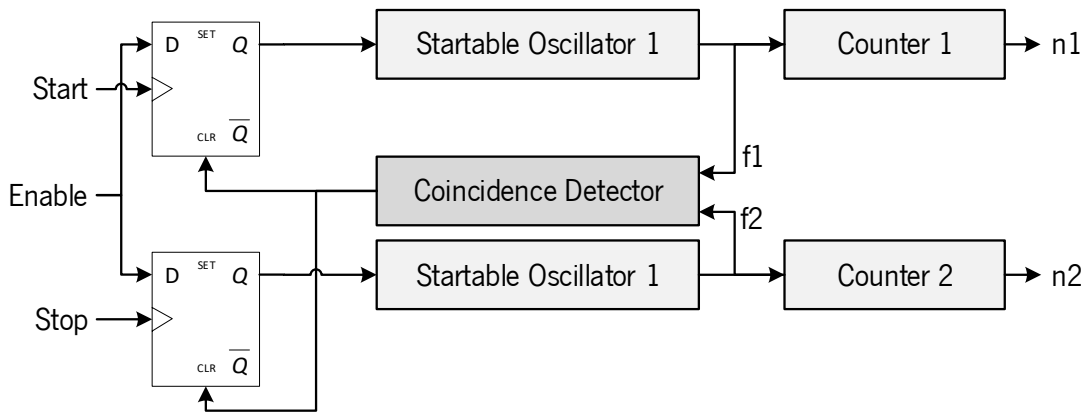 D SET Q Startable Oscillator 1 Counter 1 n1
Start
CLR Q
f1
Enable Coincidence Detector
f2
D SET Q Startable Oscillator 1 Counter 2 n2
Stop
CLR Q